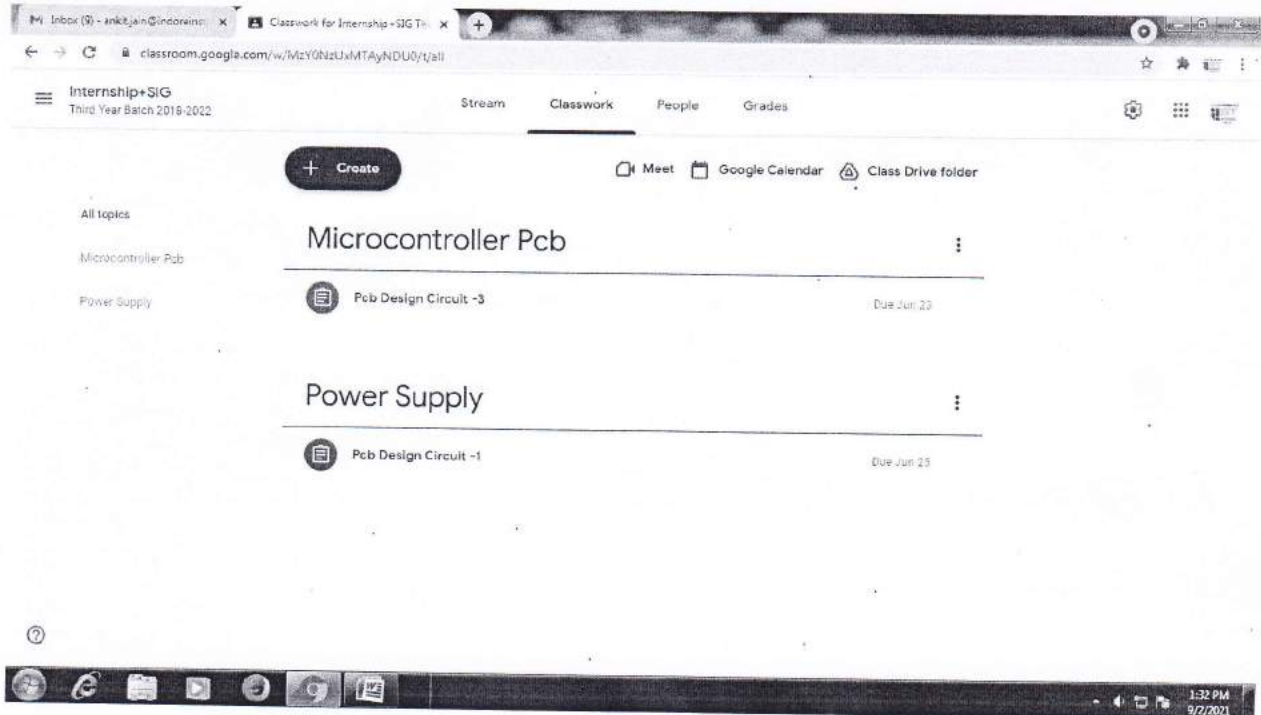 Inbox (9) - ankit.jain@indoreins
Classwork for Internship+SIG Th
classroom.google.com/w/MzY0NzUxMTAyNDU0/t/all
Internship+SIG
Third Year Batch 2018-2022
Stream Classwork People Grades
+ Create
Meet Google Calendar Class Drive folder
All topics
Microcontroller Pcb
Power Supply
Microcontroller Pcb
Pcb Design Circuit -3
Due Jun 23
Power Supply
Pcb Design Circuit -1
Due Jun 25
1:32 PM
9/2/2021